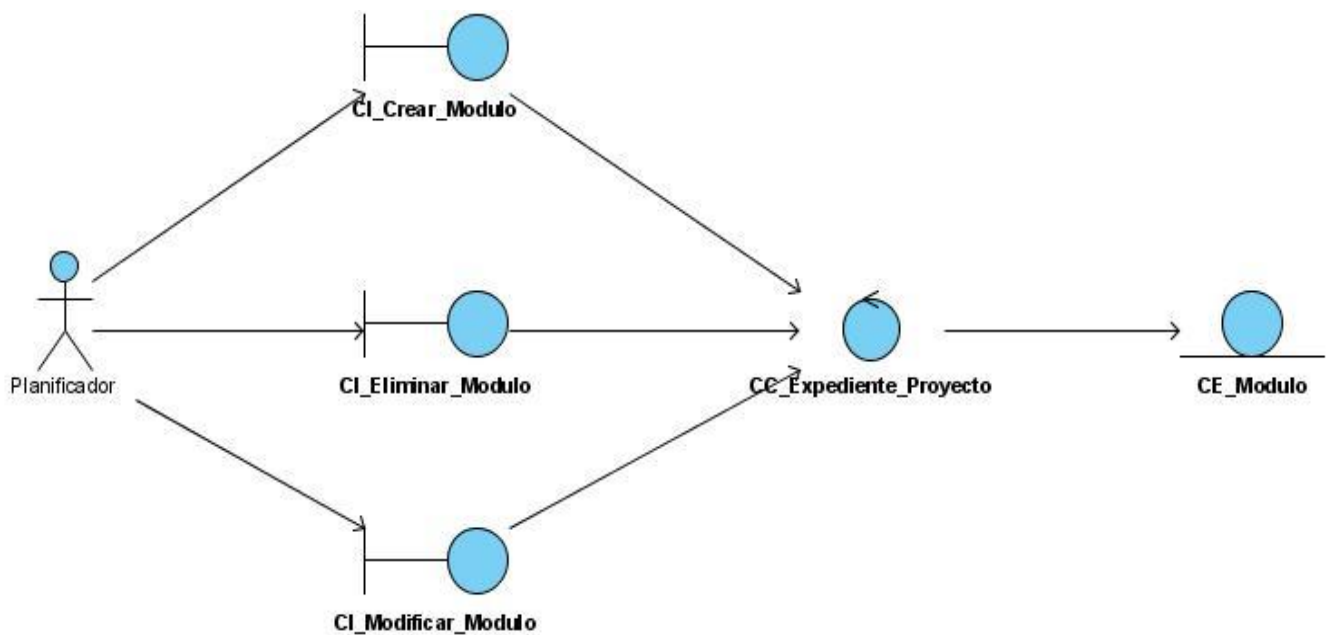 CI_Crear_Modulo
Planificador
CI_Eliminar_Modulo
CC_Expediente_Proyecto
CE_Modulo
CI_Modificar_Modulo